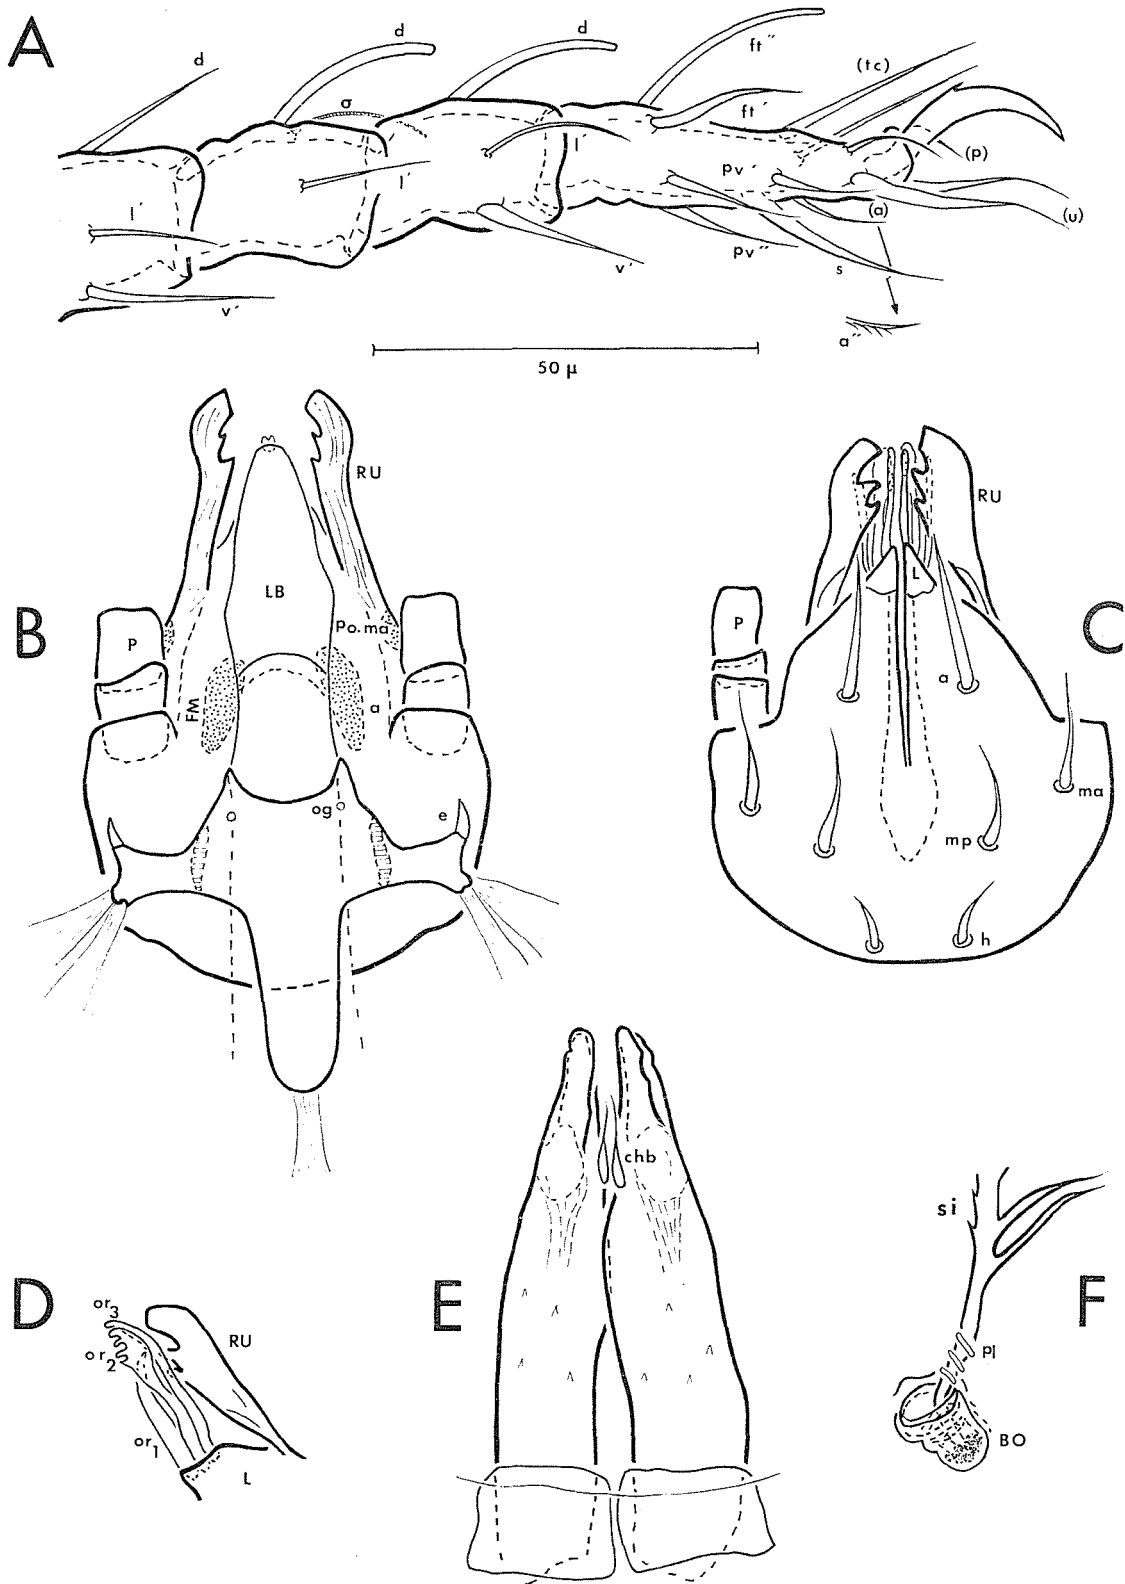 A
d
d
d
ft″
(tc)
σ
ft′
(p)
l′
l′
l′
pv′
(a)
(u)
v′
v′
pv″
s
a″
50 μ
B
RU
LB
P
Po.ma
FM
a
og
e
C
RU
L
P
a
ma
mp
h
D
or3
or2
or1
RU
L
E
chb
F
si
pl
BO